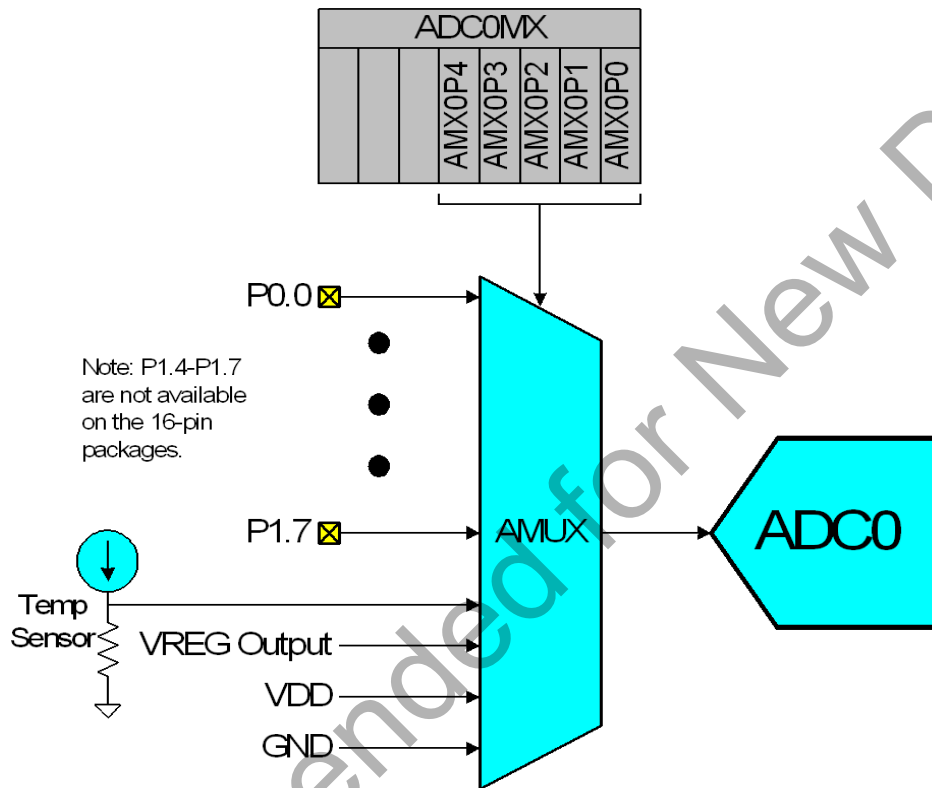 ADC0MX
AMX0P4
AMX0P3
AMX0P2
AMX0P1
AMX0P0
P0.0
Note: P1.4-P1.7
are not available
on the 16-pin
packages.
P1.7
AMUX
ADC0
Temp
Sensor
VREG Output
VDD
GND
for New